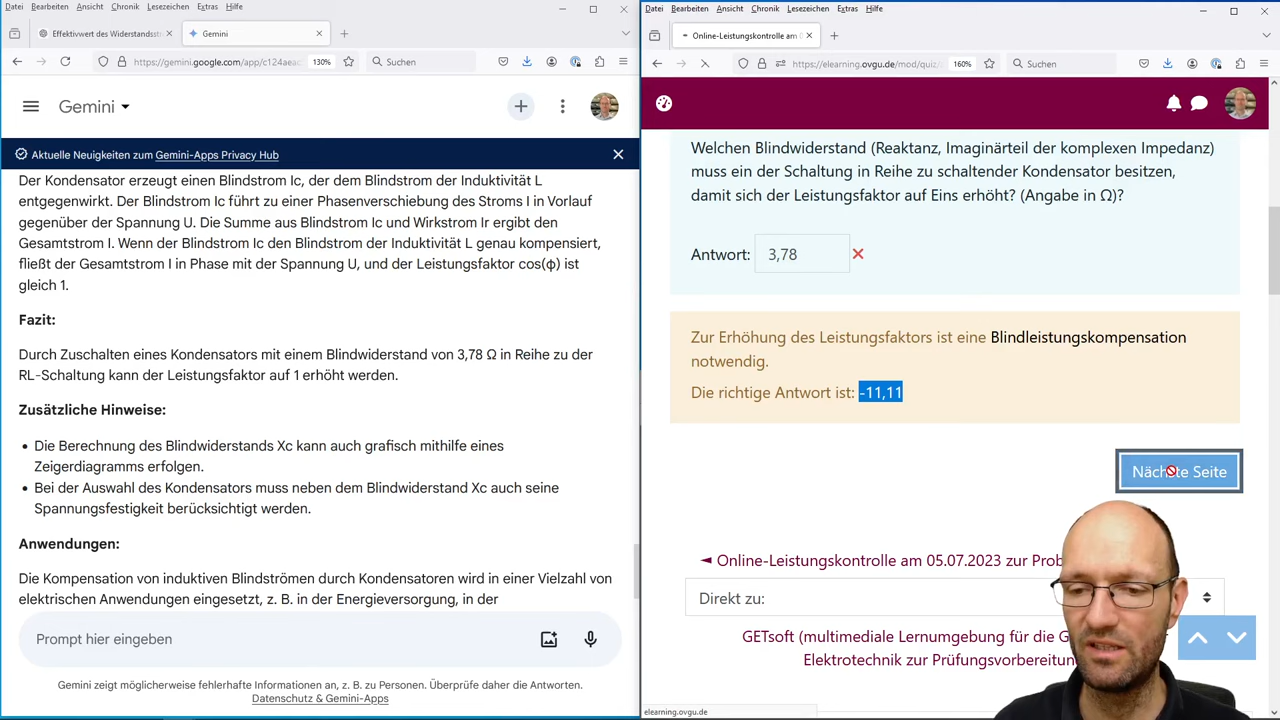 Datei Bearbeiten Ansicht Chronik Lesezeichen Extras Hilfe
Effektivwert des Widerstandsst
Gemini
https://gemini.google.com/app/c124aeac
130%
Suchen
Gemini
Aktuelle Neuigkeiten zum Gemini-Apps Privacy Hub
Der Kondensator erzeugt einen Blindstrom Ic, der dem Blindstrom der Induktivität L
entgegenwirkt. Der Blindstrom Ic führt zu einer Phasenverschiebung des Stroms I in Vorlauf
gegenüber der Spannung U. Die Summe aus Blindstrom Ic und Wirkstrom Ir ergibt den
Gesamtstrom I. Wenn der Blindstrom Ic den Blindstrom der Induktivität L genau kompensiert,
fließt der Gesamtstrom I in Phase mit der Spannung U, und der Leistungsfaktor cos(ϕ) ist
gleich 1.
Fazit:
Durch Zuschalten eines Kondensators mit einem Blindwiderstand von 3,78 Ω in Reihe zu der
RL-Schaltung kann der Leistungsfaktor auf 1 erhöht werden.
Zusätzliche Hinweise:
• Die Berechnung des Blindwiderstands Xc kann auch grafisch mithilfe eines
Zeigerdiagramms erfolgen.
• Bei der Auswahl des Kondensators muss neben dem Blindwiderstand Xc auch seine
Spannungsfestigkeit berücksichtigt werden.
Anwendungen:
Die Kompensation von induktiven Blindströmen durch Kondensatoren wird in einer Vielzahl von
elektrischen Anwendungen eingesetzt, z. B. in der Energieversorgung, in der
Prompt hier eingeben
Gemini zeigt möglicherweise fehlerhafte Informationen an, z. B. zu Personen. Überprüfe daher die Antworten.
Datenschutz & Gemini-Apps
Datei Bearbeiten Ansicht Chronik Lesezeichen Extras Hilfe
Online-Leistungskontrolle am
https://elearning.ovgu.de/mod/quiz/
160%
Suchen
Welchen Blindwiderstand (Reaktanz, Imaginärteil der komplexen Impedanz)
muss ein der Schaltung in Reihe zu schaltender Kondensator besitzen,
damit sich der Leistungsfaktor auf Eins erhöht? (Angabe in Ω)?
Antwort: 3,78
Zur Erhöhung des Leistungsfaktors ist eine Blindleistungskompensation
notwendig.
Die richtige Antwort ist: -11,11
Nächste Seite
◄ Online-Leistungskontrolle am 05.07.2023 zur Prob
Direkt zu:
GETsoft (multimediale Lernumgebung für die G
Elektrotechnik zur Prüfungsvorbereitun
elearning.ovgu.de